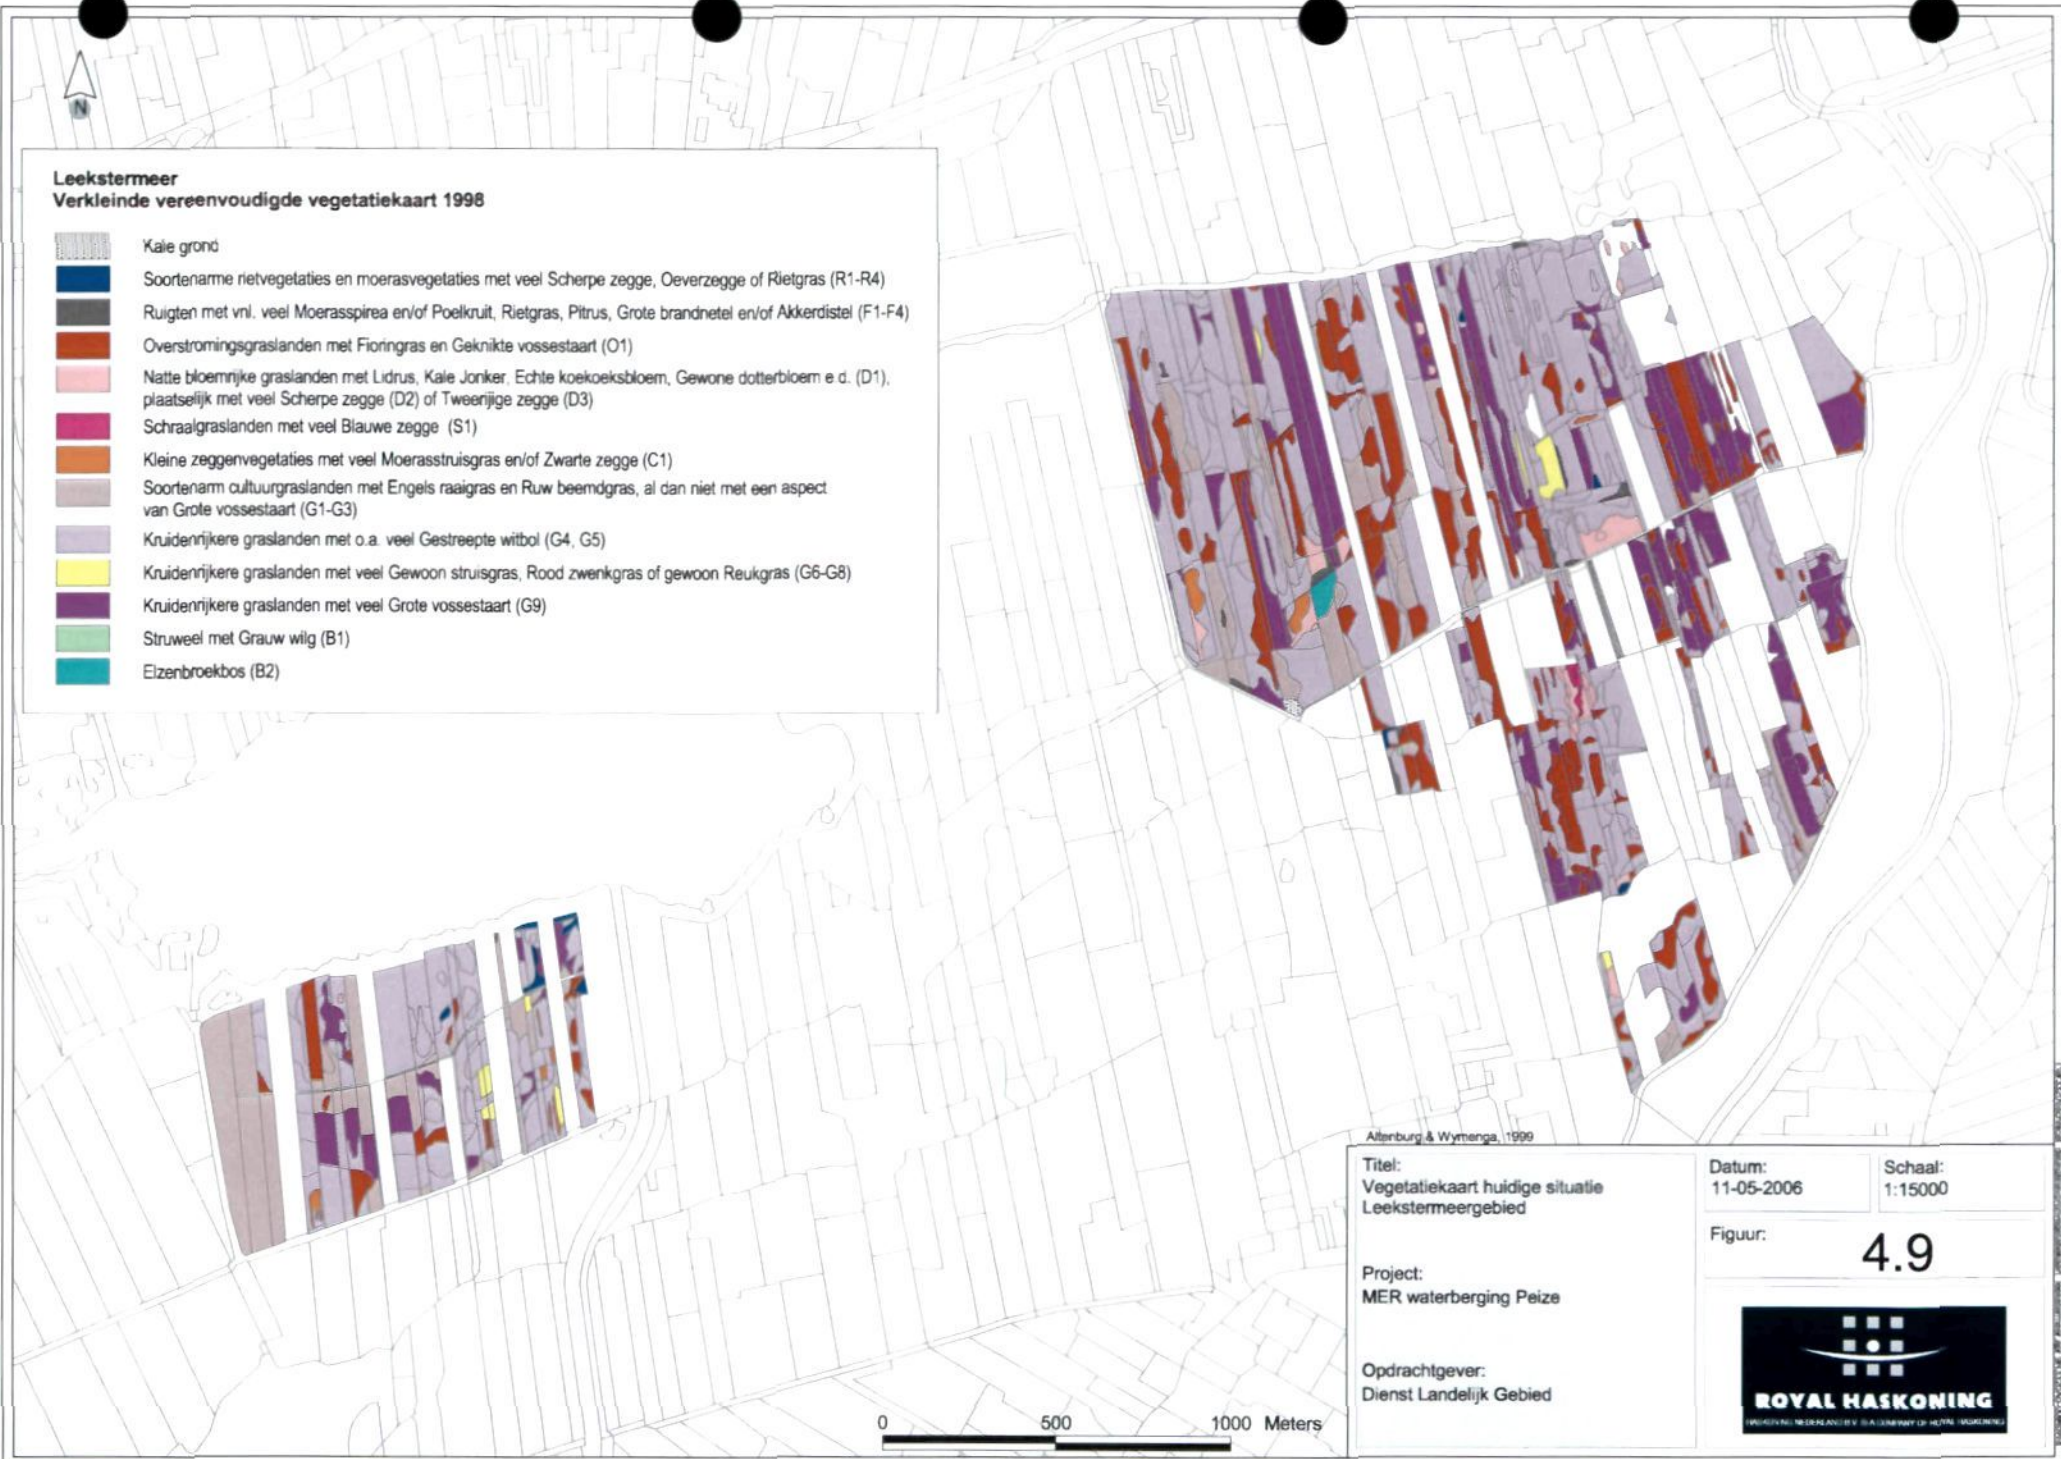 N
Leekstermeer
Verkleinde vereenvoudigde vegetatiekaart 1998
Kale grond
Soortenarme rietvegetaties en moerasvegetaties met veel Scherpe zegge, Oeverzegge of Rietgras (R1-R4)
Ruigten met vnl. veel Moerasspirea en/of Poelkruit, Rietgras, Pitrus, Grote brandnetel en/of Akkerdistel (F1-F4)
Overstromingsgraslanden met Fioringras en Geknikte vossestaart (O1)
Natte bloemrijke graslanden met Lidrus, Kale Jonker, Echte koekoeksbloem, Gewone dotterbloem e.d. (D1),
plaatselijk met veel Scherpe zegge (D2) of Tweerijige zegge (D3)
Schraalgraslanden met veel Blauwe zegge (S1)
Kleine zeggenvegetaties met veel Moerasstruisgras en/of Zwarte zegge (C1)
Soortenarm cultuurgraslanden met Engels raaigras en Ruw beemdgras, al dan niet met een aspect
van Grote vossestaart (G1-G3)
Kruidenrijkere graslanden met o.a. veel Gestreepte witbol (G4, G5)
Kruidenrijkere graslanden met veel Gewoon struisgras, Rood zwenkgras of gewoon Reukgras (G6-G8)
Kruidenrijkere graslanden met veel Grote vossestaart (G9)
Struweel met Grauw wilg (B1)
Elzenbroekbos (B2)
Altenburg & Wymenga, 1999
Titel:
Vegetatiekaart huidige situatie
Leekstermeergebied
Datum:
11-05-2006
Schaal:
1:15000
Figuur:
4.9
Project:
MER waterberging Peize
Opdrachtgever:
Dienst Landelijk Gebied
ROYAL HASKONING
HASKONING NEDERLAND B.V. IS A COMPANY OF ROYAL HASKONING
0 500 1000 Meters